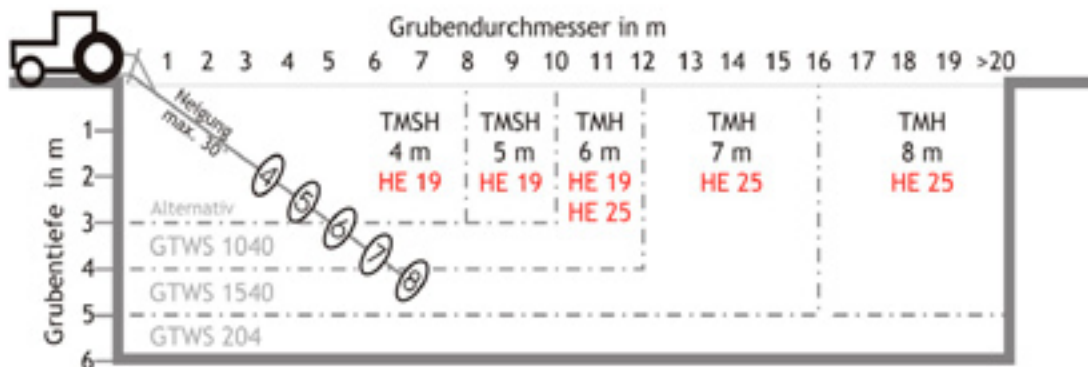 Grubendurchmesser in m
1 2 3 4 5 6 7 8 9 10 11 12 13 14 15 16 17 18 19 >20
Neigung
max. 30°
TMSH TMSH TMH TMH TMH
4 m 5 m 6 m 7 m 8 m
HE 19 HE 19 HE 19 HE 25 HE 25
HE 25
Grubentiefe in m
1
2
3
4
5
6
4
5
6
7
8
Alternativ
GTWS 1040
GTWS 1540
GTWS 204